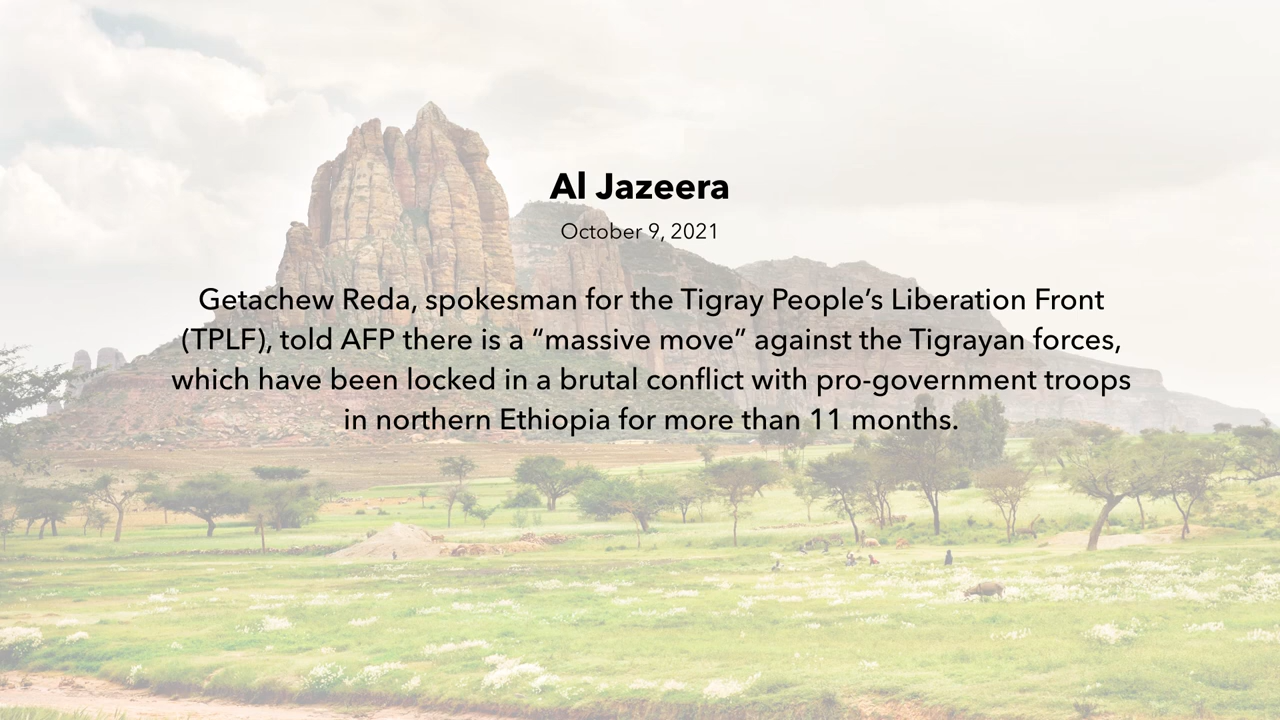 Al Jazeera
October 9, 2021
Getachew Reda, spokesman for the Tigray People’s Liberation Front
(TPLF), told AFP there is a “massive move” against the Tigrayan forces,
which have been locked in a brutal conflict with pro-government troops
in northern Ethiopia for more than 11 months.